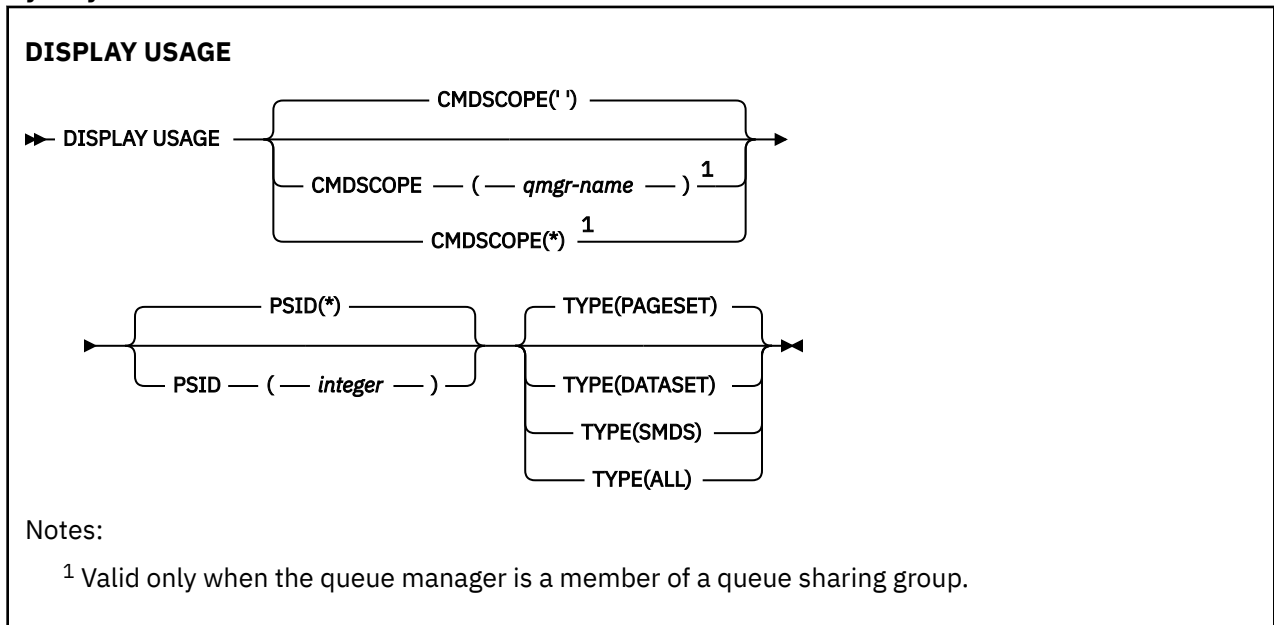 DISPLAY USAGE
CMDSCOPE(' ')
DISPLAY USAGE
CMDSCOPE ( qmgr-name ) 1
CMDSCOPE(*) 1
PSID(*) TYPE(PAGESET)
PSID ( integer ) TYPE(DATASET)
TYPE(SMDS)
TYPE(ALL)
Notes:
1 Valid only when the queue manager is a member of a queue sharing group.